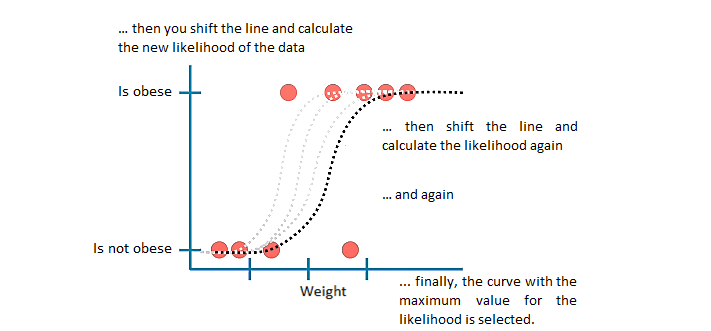 ... then you shift the line and calculate
the new likelihood of the data
Is obese
... then shift the line and
calculate the likelihood again
... and again
Is not obese
Weight
... finally, the curve with the
maximum value for the
likelihood is selected.